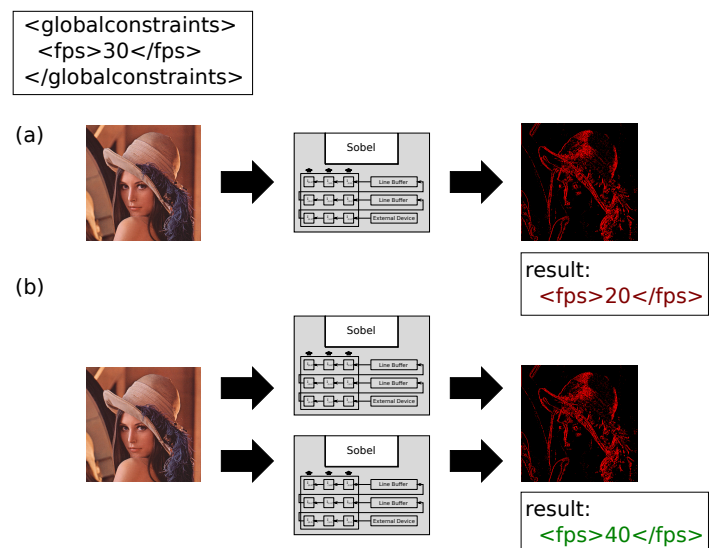 <globalconstraints>
<fps>30</fps>
</globalconstraints>
(a)
Sobel
Line Buffer
Line Buffer
External Device
result:
<fps>20</fps>
(b)
Sobel
Line Buffer
Line Buffer
External Device
Sobel
Line Buffer
Line Buffer
External Device
result:
<fps>40</fps>